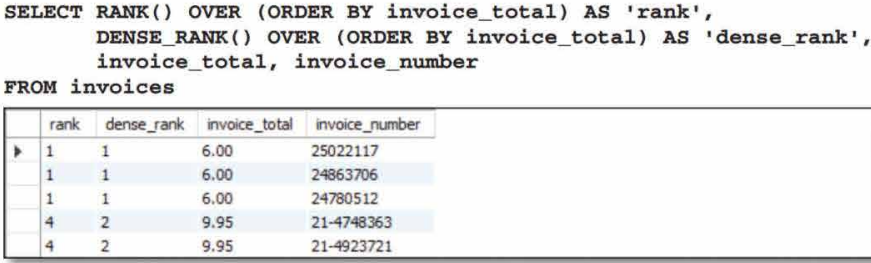 SELECT RANK() OVER (ORDER BY invoice_total) AS 'rank',
DENSE_RANK() OVER (ORDER BY invoice_total) AS 'dense_rank',
invoice_total, invoice_number
FROM invoices
rank dense_rank invoice_total invoice_number
1 1 6.00 25022117
1 1 6.00 24863706
1 1 6.00 24780512
4 2 9.95 21-4748363
4 2 9.95 21-4923721